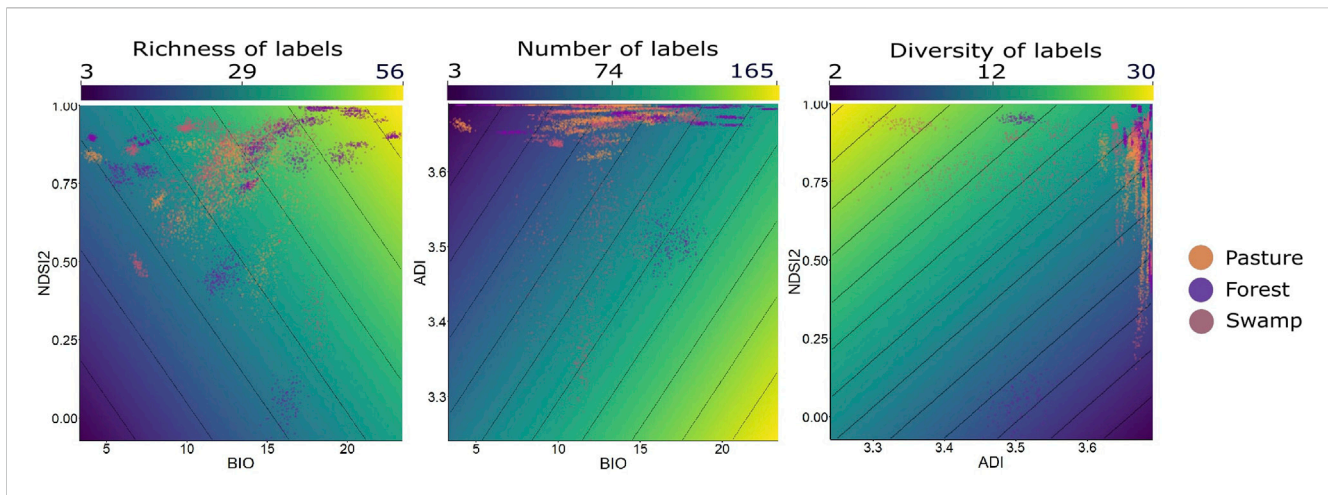 Richness of labels
3 29 56
NDSI2
1.00
0.75
0.50
0.25
0.00
5 10 15 20
BIO
Number of labels
3 74 165
ADI
3.6
3.5
3.4
3.3
5 10 15 20
BIO
Diversity of labels
2 12 30
NDSI2
1.00
0.75
0.50
0.25
0.00
3.3 3.4 3.5 3.6
ADI
Pasture
Forest
Swamp